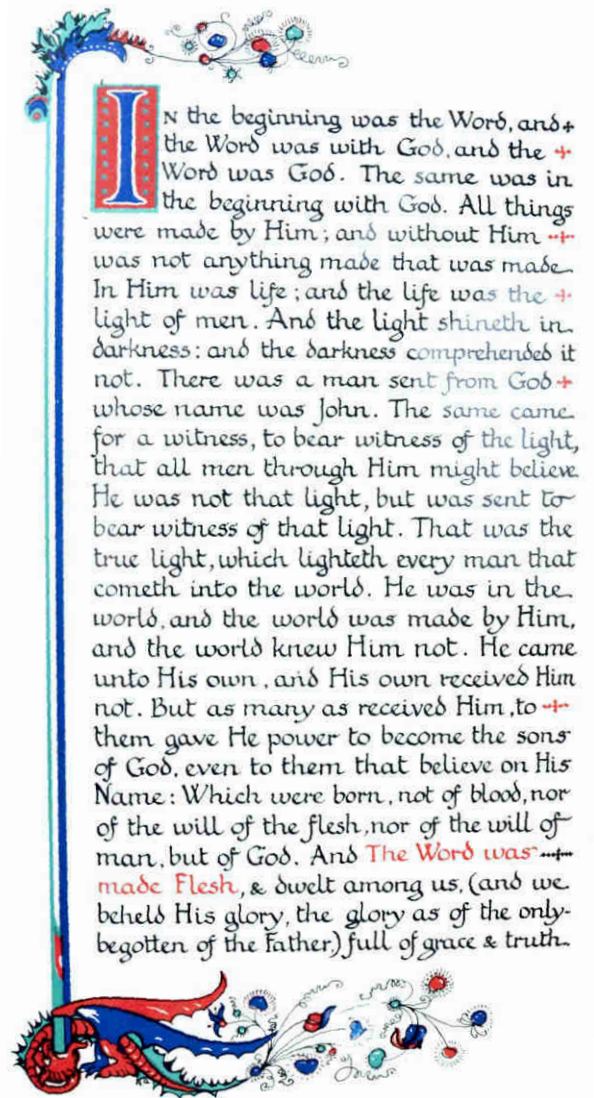 IN the beginning was the Word, and
the Word was with God, and the
Word was God. The same was in
the beginning with God. All things
were made by Him; and without Him
was not anything made that was made
In Him was life; and the life was the
light of men. And the light shineth in
darkness: and the darkness comprehended it
not. There was a man sent from God
whose name was John. The same came
for a witness, to bear witness of the light,
that all men through Him might believe
He was not that light, but was sent to
bear witness of that light. That was the
true light, which lighteth every man that
cometh into the world. He was in the
world, and the world was made by Him,
and the world knew Him not. He came
unto His own, and His own received Him
not. But as many as received Him, to
them gave He power to become the sons
of God, even to them that believe on His
Name: Which were born, not of blood, nor
of the will of the flesh, nor of the will of
man, but of God. And The Word was
made Flesh, & dwelt among us, (and we
beheld His glory, the glory as of the only-
begotten of the Father) full of grace & truth